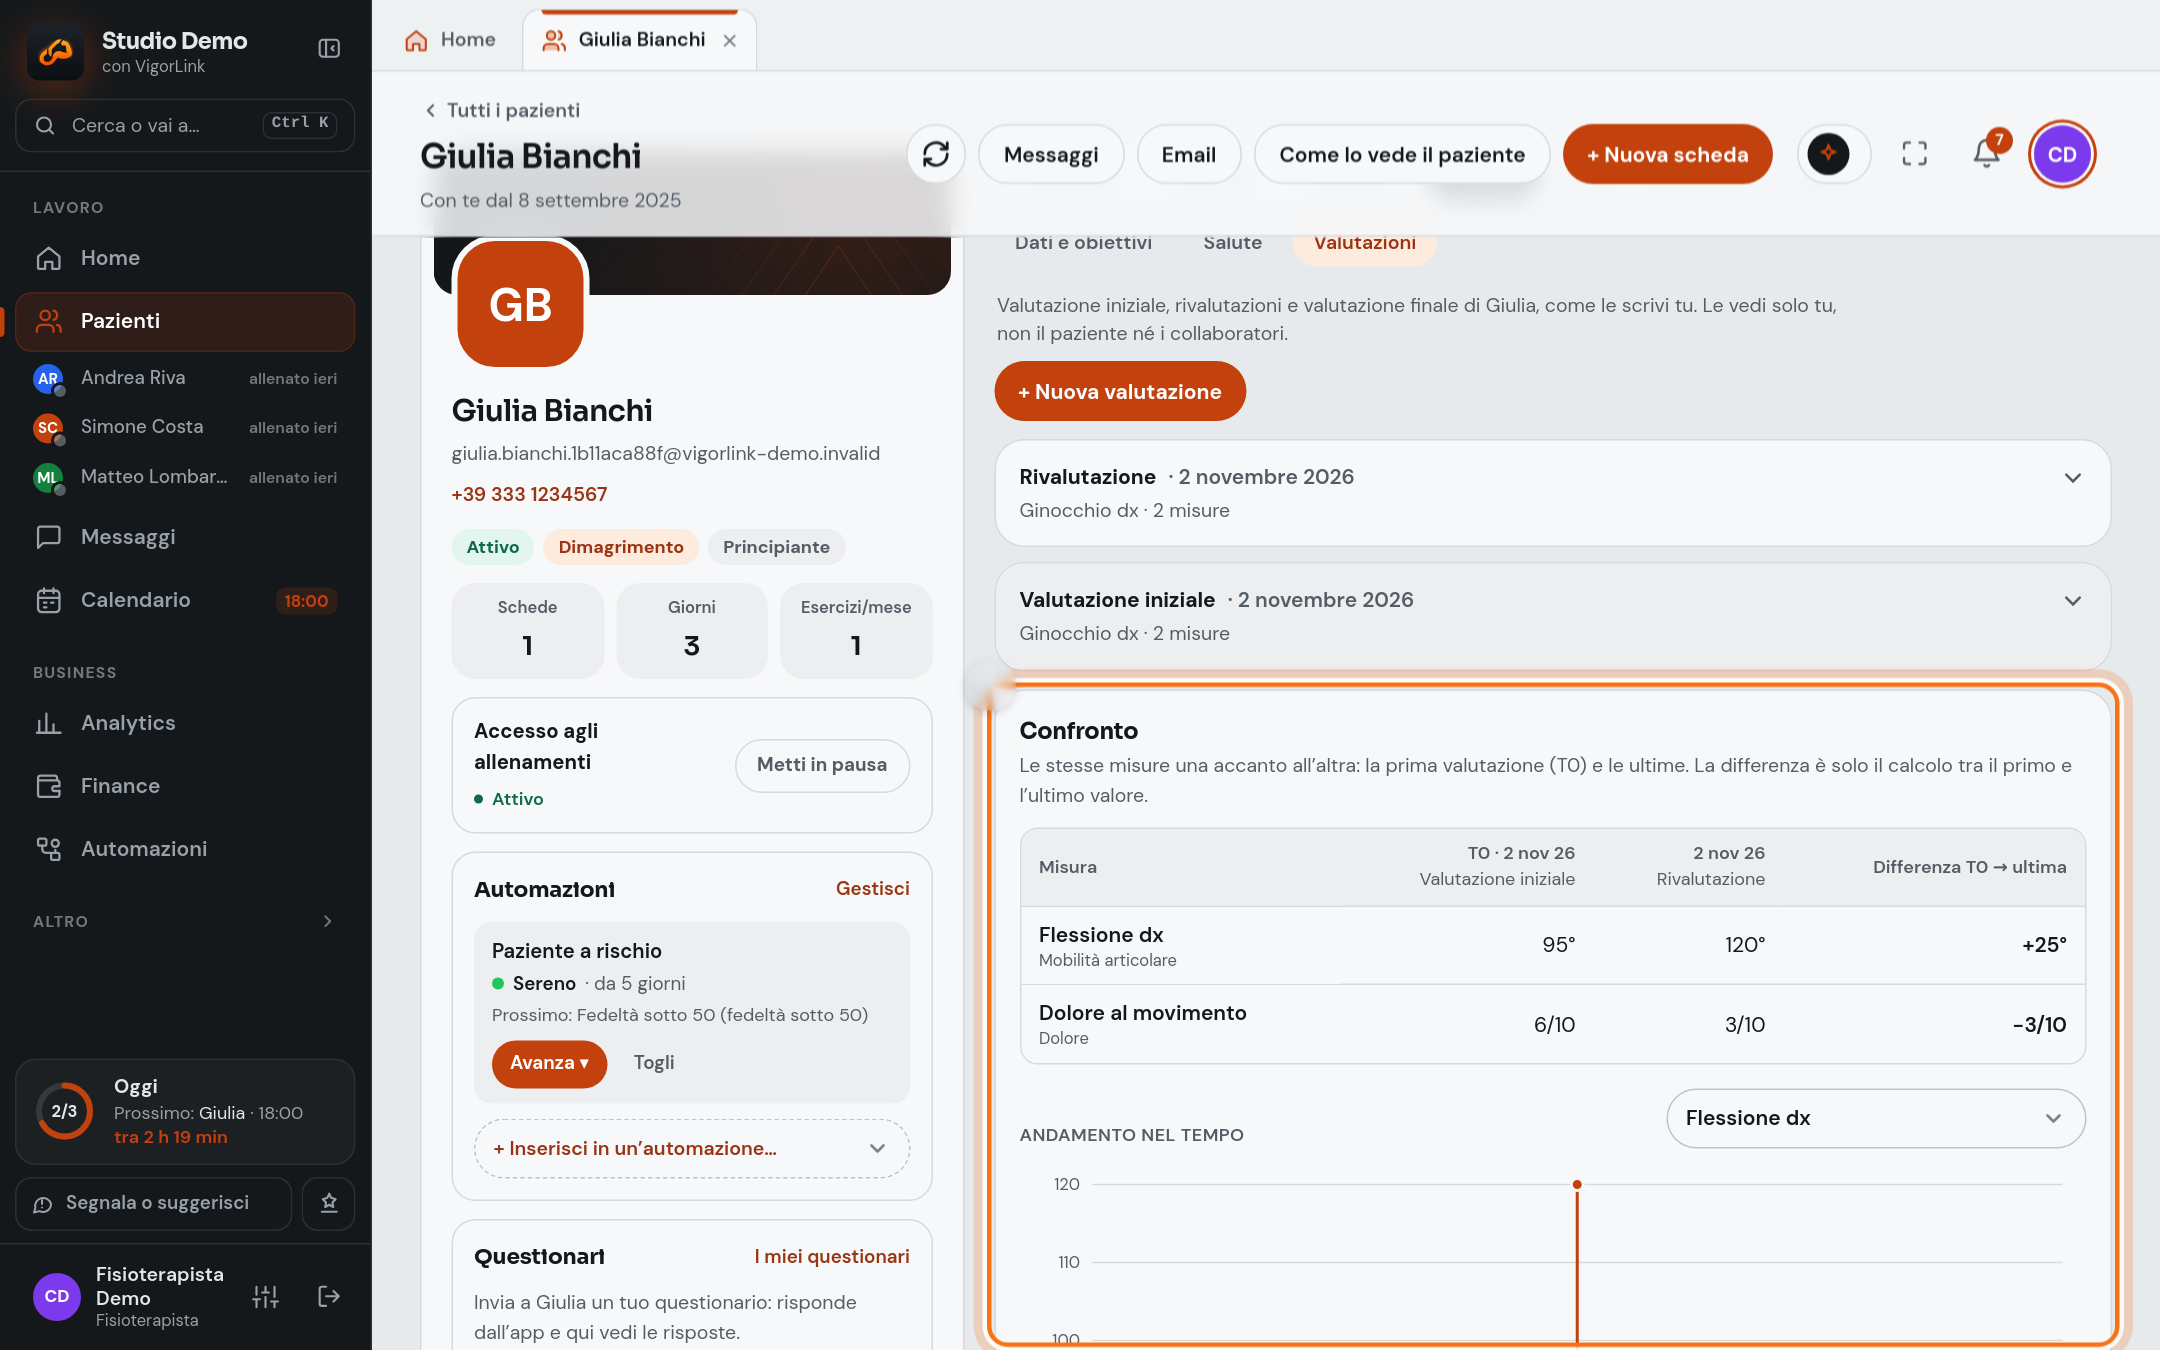 Studio Demo
con VigorLink
Cerca o vai a...
Ctrl K
LAVORO
Home
Pazienti
AR Andrea Riva allenato ieri
SC Simone Costa allenato ieri
ML Matteo Lombar... allenato ieri
Messaggi
Calendario 18:00
BUSINESS
Analytics
Finance
Automazioni
ALTRO
2/3
Oggi
Prossimo: Giulia · 18:00
tra 2 h 19 min
Segnala o suggerisci
CD
Fisioterapista
Demo
Fisioterapista
Home
Giulia Bianchi
Tutti i pazienti
Giulia Bianchi
Con te dal 8 settembre 2025
Messaggi
Email
Come lo vede il paziente
+ Nuova scheda
7
CD
GB
Giulia Bianchi
giulia.bianchi.1b11aca88f@vigorlink-demo.invalid
+39 333 1234567
Attivo
Dimagrimento
Principiante
Schede
1
Giorni
3
Esercizi/mese
1
Accesso agli
allenamenti
Attivo
Metti in pausa
Automazioni
Gestisci
Paziente a rischio
Sereno · da 5 giorni
Prossimo: Fedeltà sotto 50 (fedeltà sotto 50)
Avanza ▾
Togli
+ Inserisci in un’automazione...
Questionari
I miei questionari
Invia a Giulia un tuo questionario: risponde
dall’app e qui vedi le risposte.
Dati e obiettivi
Salute
Valutazioni
Valutazione iniziale, rivalutazioni e valutazione finale di Giulia, come le scrivi tu. Le vedi solo tu,
non il paziente né i collaboratori.
+ Nuova valutazione
Rivalutazione · 2 novembre 2026
Ginocchio dx · 2 misure
Valutazione iniziale · 2 novembre 2026
Ginocchio dx · 2 misure
Confronto
Le stesse misure una accanto all’altra: la prima valutazione (T0) e le ultime. La differenza è solo il calcolo tra il primo e
l’ultimo valore.
Misura
T0 · 2 nov 26
Valutazione iniziale
2 nov 26
Rivalutazione
Differenza T0 → ultima
Flessione dx
Mobilità articolare
95°
120°
+25°
Dolore al movimento
Dolore
6/10
3/10
−3/10
ANDAMENTO NEL TEMPO
Flessione dx
120
110
100